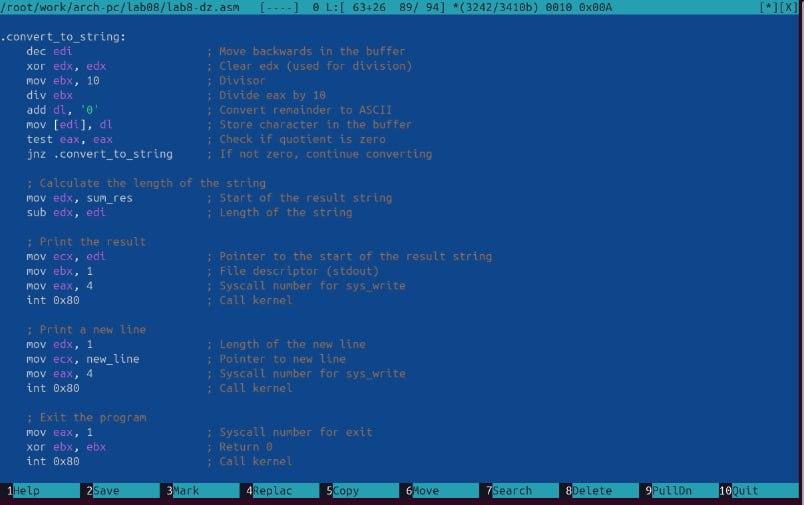 /root/work/arch-pc/lab08/lab8-dz.asm   [----]  0 L:[ 63+26  89/ 94] *(3242/3410b) 0010 0x00A   [*][X]
.convert_to_string:
    dec edi                    ; Move backwards in the buffer
    xor edx, edx               ; Clear edx (used for division)
    mov ebx, 10                ; Divisor
    div ebx                    ; Divide eax by 10
    add dl, '0'                ; Convert remainder to ASCII
    mov [edi], dl              ; Store character in the buffer
    test eax, eax              ; Check if quotient is zero
    jnz .convert_to_string     ; If not zero, continue converting
    ; Calculate the length of the string
    mov edx, sum_res           ; Start of the result string
    sub edx, edi               ; Length of the string
    ; Print the result
    mov ecx, edi               ; Pointer to the start of the result string
    mov ebx, 1                 ; File descriptor (stdout)
    mov eax, 4                 ; Syscall number for sys_write
    int 0x80                   ; Call kernel
    ; Print a new line
    mov edx, 1                 ; Length of the new line
    mov ecx, new_line          ; Pointer to new line
    mov eax, 4                 ; Syscall number for sys_write
    int 0x80                   ; Call kernel
    ; Exit the program
    mov eax, 1                 ; Syscall number for exit
    xor ebx, ebx               ; Return 0
    int 0x80                   ; Call kernel
1Help 2Save 3Mark 4Replac 5Copy 6Move 7Search 8Delete 9PullDn 10Quit